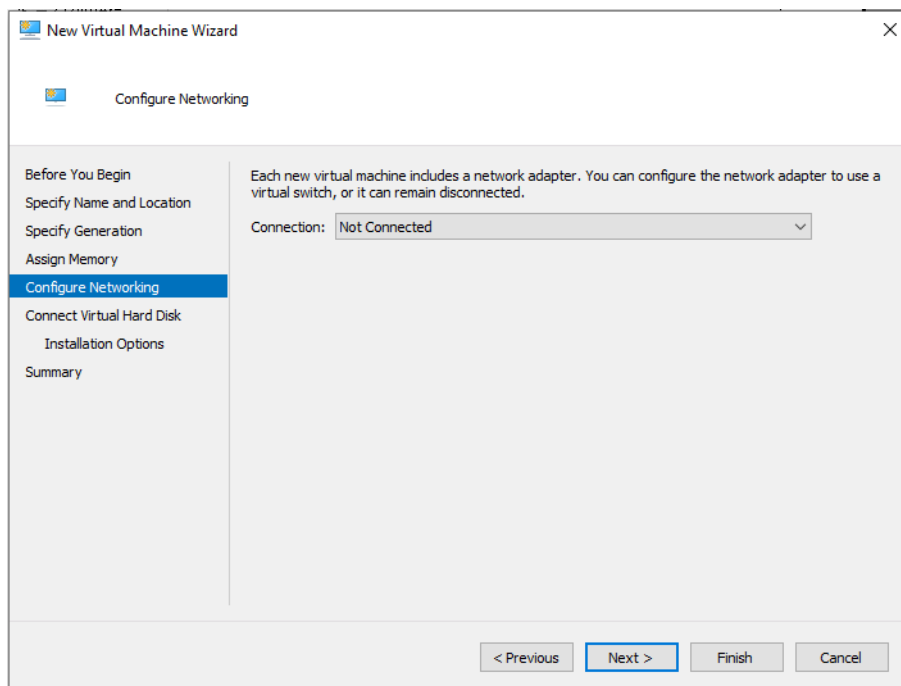 New Virtual Machine Wizard
Configure Networking
Before You Begin
Specify Name and Location
Specify Generation
Assign Memory
Configure Networking
Connect Virtual Hard Disk
Installation Options
Summary
Each new virtual machine includes a network adapter. You can configure the network adapter to use a
virtual switch, or it can remain disconnected.
Connection: Not Connected
< Previous Next > Finish Cancel